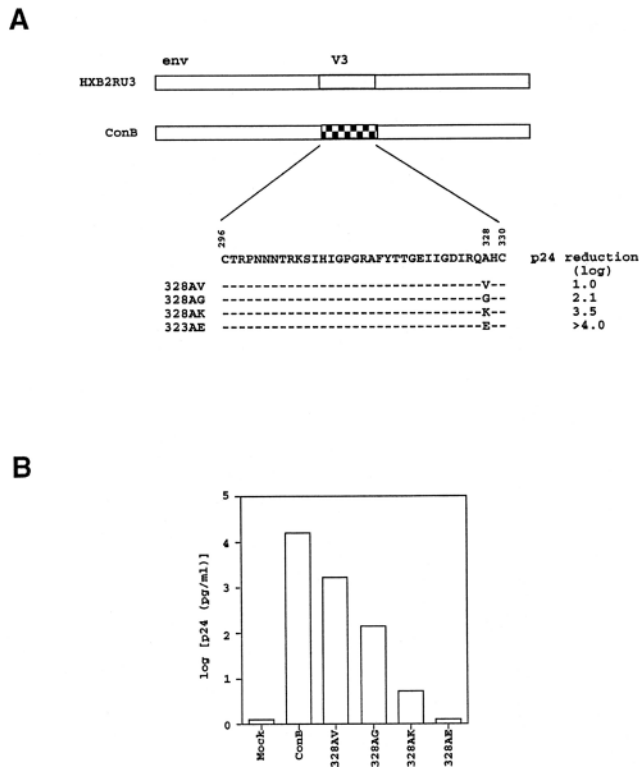 A
env V3
HXB2RU3
ConB
296 328 330
CTRPNNNTRKSIHIGPGRAFYTTGEIIGDIRQAHC p24 reduction
(log)
328AV --------------------------------V-- 1.0
328AG --------------------------------G-- 2.1
328AK --------------------------------K-- 3.5
323AE --------------------------------E-- >4.0
B
log [p24 (pg/ml)]
5
4
3
2
1
0
Mock ConB 328AV 328AG 328AK 328AE